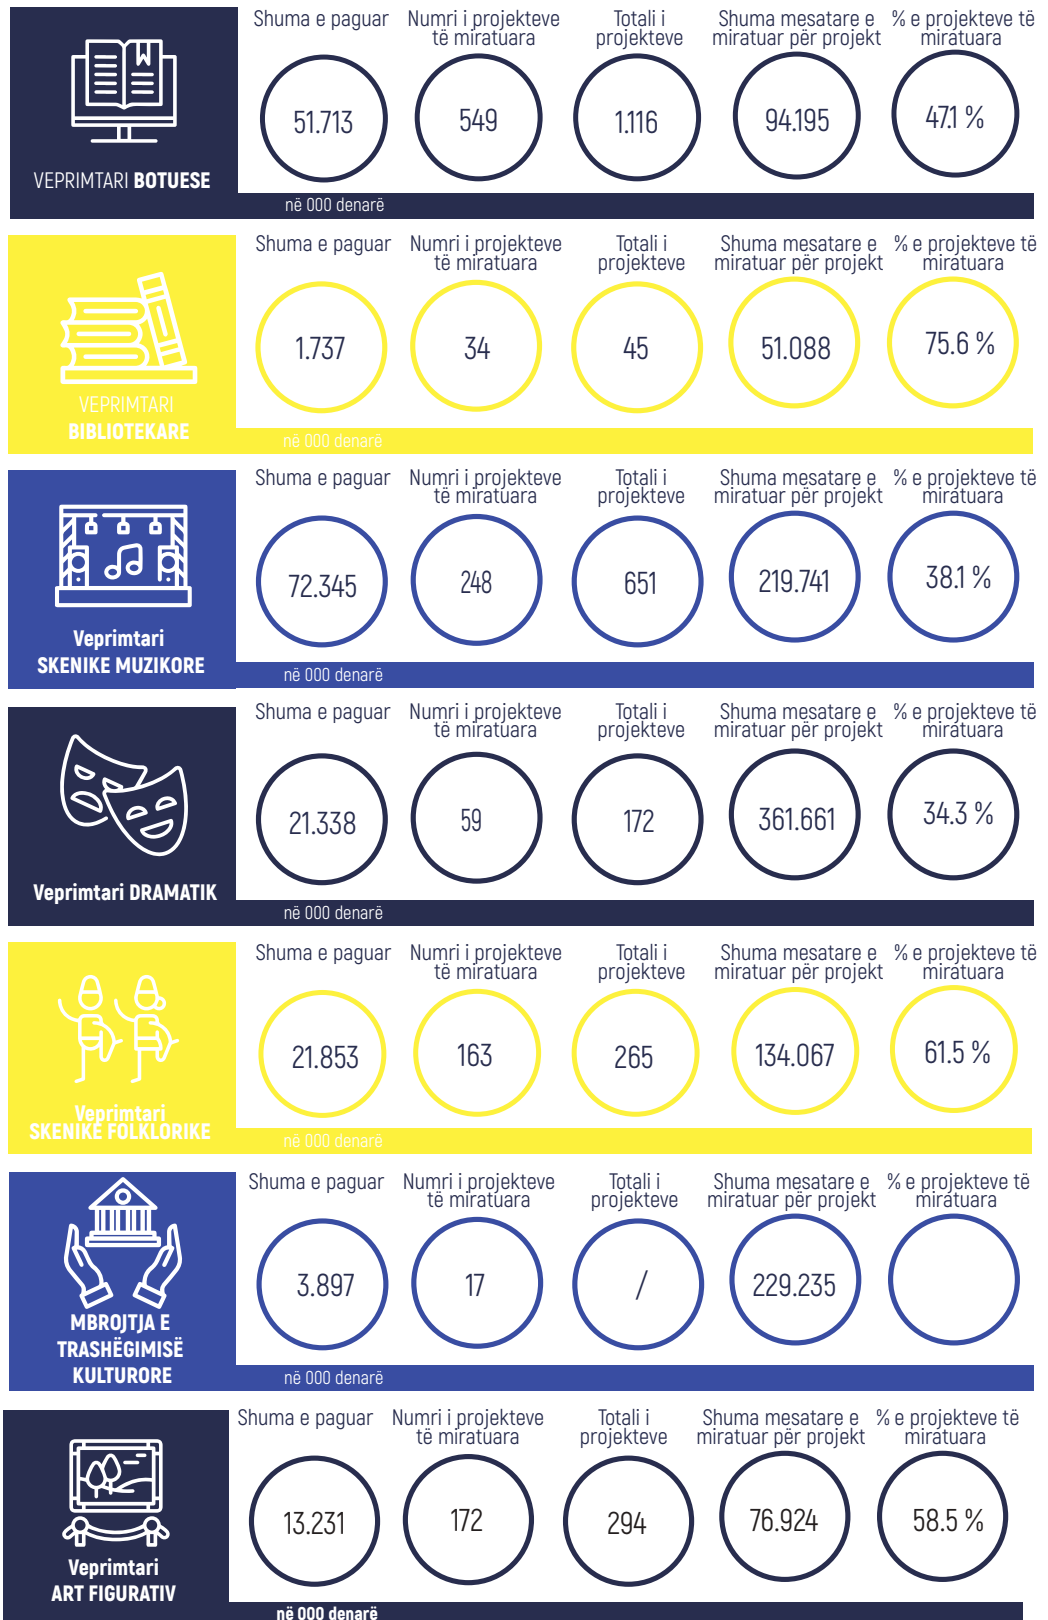 Shuma e paguar Numri i projekteve Totali i Shuma mesatare e % e projekteve të
të miratuara projekteve miratuar për projekt miratuara
51.713 549 1.116 94.195 47.1 %
VEPRIMTARI BOTUESE
në 000 denarë
Shuma e paguar Numri i projekteve Totali i Shuma mesatare e % e projekteve të
të miratuara projekteve miratuar për projekt miratuara
1.737 34 45 51.088 75.6 %
VEPRIMTARI
BIBLIOTEKARE
në 000 denarë
Shuma e paguar Numri i projekteve Totali i Shuma mesatare e % e projekteve të
të miratuara projekteve miratuar për projekt miratuara
72.345 248 651 219.741 38.1 %
Veprimtari
SKENIKE MUZIKORE
në 000 denarë
Shuma e paguar Numri i projekteve Totali i Shuma mesatare e % e projekteve të
të miratuara projekteve miratuar për projekt miratuara
21.338 59 172 361.661 34.3 %
Veprimtari DRAMATIK
në 000 denarë
Shuma e paguar Numri i projekteve Totali i Shuma mesatare e % e projekteve të
të miratuara projekteve miratuar për projekt miratuara
21.853 163 265 134.067 61.5 %
Veprimtari
SKENIKE FOLKLORIKE
në 000 denarë
Shuma e paguar Numri i projekteve Totali i Shuma mesatare e % e projekteve të
të miratuara projekteve miratuar për projekt miratuara
3.897 17 / 229.235
MBROJTJA E
TRASHËGIMISË
KULTURORE
në 000 denarë
Shuma e paguar Numri i projekteve Totali i Shuma mesatare e % e projekteve të
të miratuara projekteve miratuar për projekt miratuara
13.231 172 294 76.924 58.5 %
Veprimtari
ART FIGURATIV
në 000 denarë